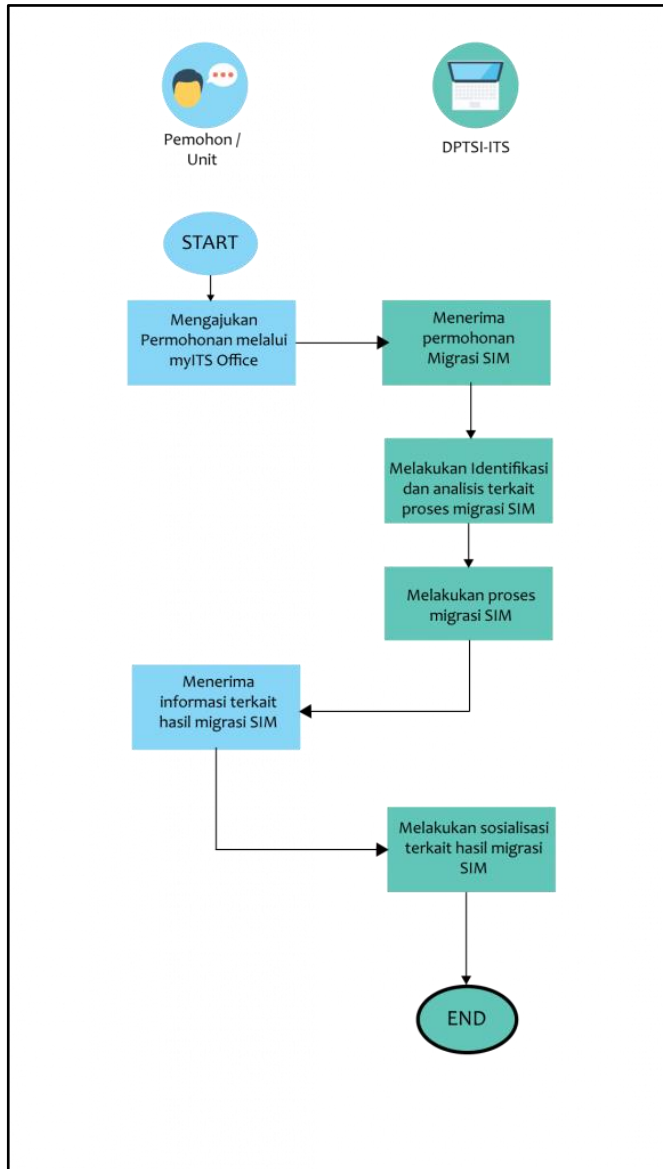 Pemohon /
Unit
DPTSI-ITS
START
Mengajukan
Permohonan melalui
myITS Office
Menerima
permohonan
Migrasi SIM
Melakukan Identifikasi
dan analisis terkait
proses migrasi SIM
Melakukan proses
migrasi SIM
Menerima
informasi terkait
hasil migrasi SIM
Melakukan sosialisasi
terkait hasil migrasi
SIM
END